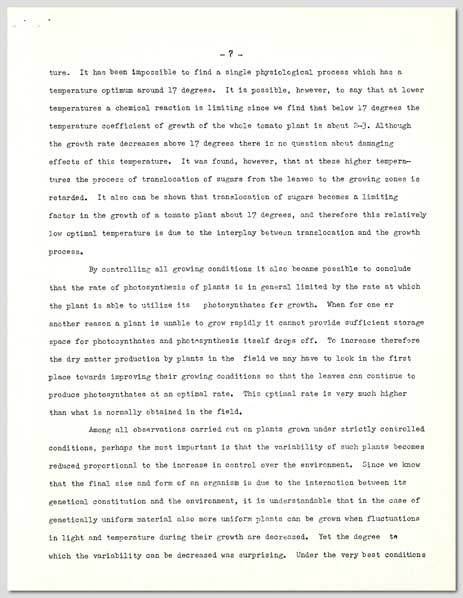 - 7 -
ture. It has been impossible to find a single physiological process which has a
temperature optimum around 17 degrees. It is possible, however, to say that at lower
temperatures a chemical reaction is limiting since we find that below 17 degrees the
temperature coefficient of growth of the whole tomato plant is about 2-3. Although
the growth rate decreases above 17 degrees there is no question about damaging
effects of this temperature. It was found, however, that at these higher tempera-
tures the process of translocation of sugars from the leaves to the growing zones is
retarded. It also can be shown that translocation of sugars becomes a limiting
factor in the growth of a tomato plant about 17 degrees, and therefore this relatively
low optimal temperature is due to the interplay between translocation and the growth
process.
By controlling all growing conditions it also became possible to conclude
that the rate of photosynthesis of plants is in general limited by the rate at which
the plant is able to utilize its photosynthates for growth. When for one or
another reason a plant is unable to grow rapidly it cannot provide sufficient storage
space for photosynthates and photosynthesis itself drops off. To increase therefore
the dry matter production by plants in the field we may have to look in the first
place towards improving their growing conditions so that the leaves can continue to
produce photosynthates at an optimal rate. This optimal rate is very much higher
than what is normally obtained in the field.
Among all observations carried out on plants grown under strictly controlled
conditions, perhaps the most important is that the variability of such plants becomes
reduced proportional to the increase in control over the environment. Since we know
that the final size and form of an organism is due to the interaction between its
genetical constitution and the environment, it is understandable that in the case of
genetically uniform material also more uniform plants can be grown when fluctuations
in light and temperature during their growth are decreased. Yet the degree to
which the variability can be decreased was surprising. Under the very best conditions